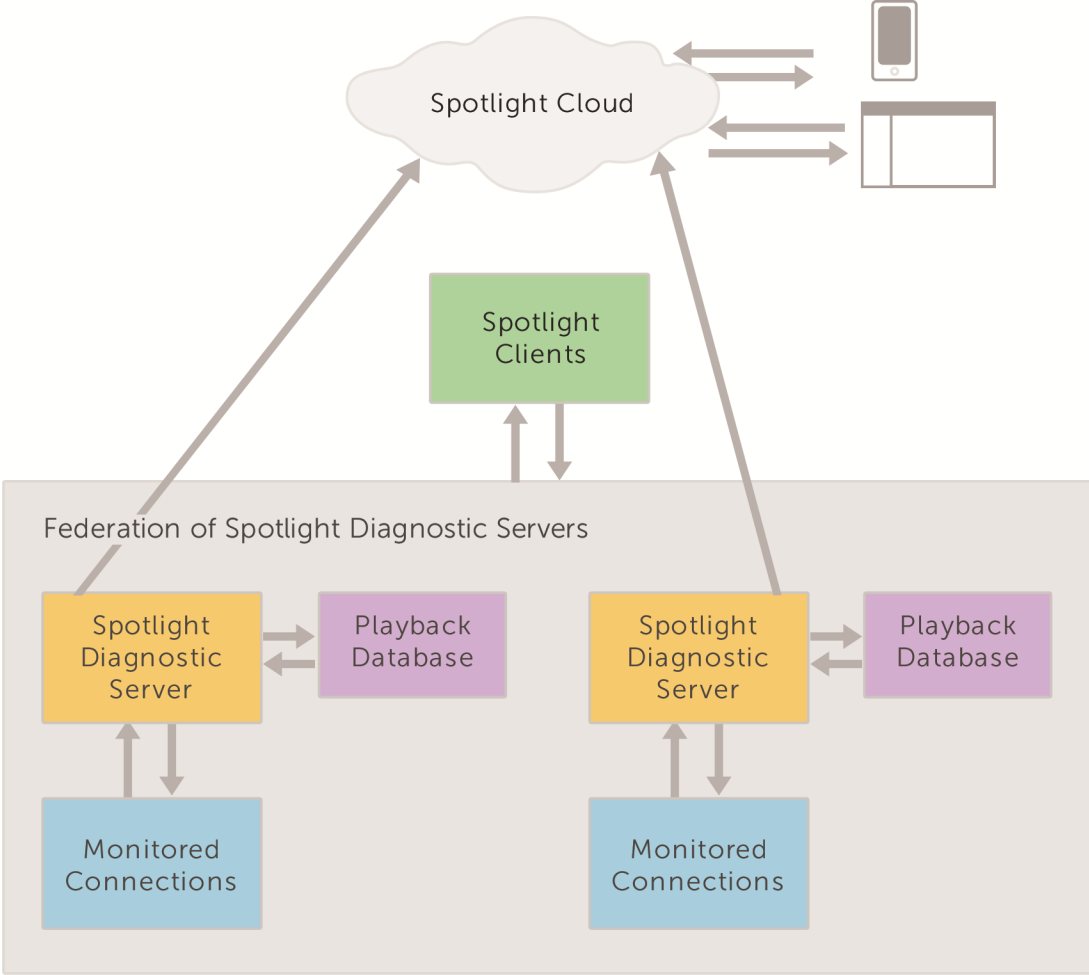 Spotlight Cloud
Spotlight
Clients
Federation of Spotlight Diagnostic Servers
Spotlight
Diagnostic
Server
Playback
Database
Spotlight
Diagnostic
Server
Playback
Database
Monitored
Connections
Monitored
Connections